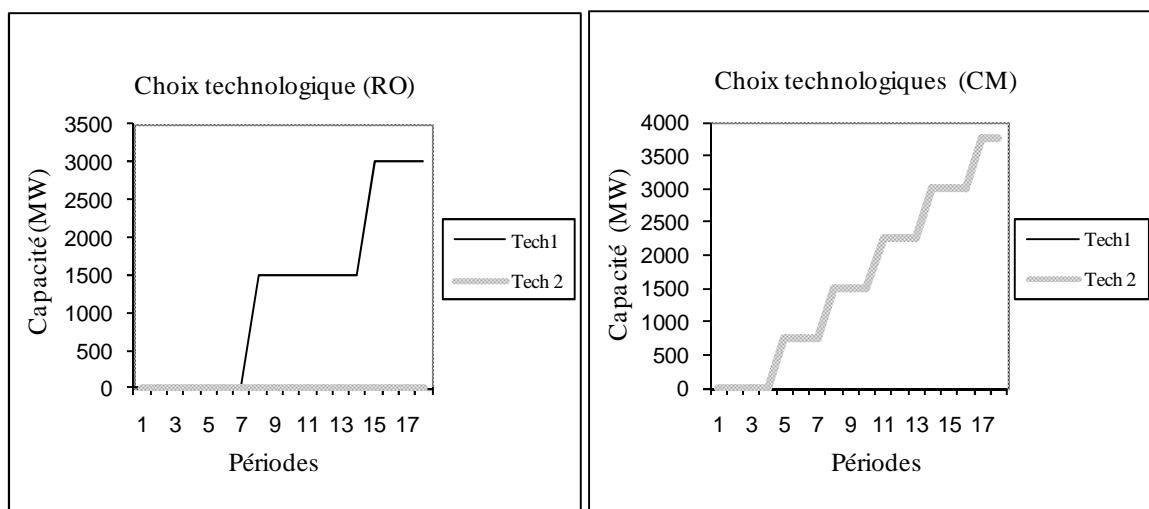 Choix technologique (RO)
3500
3000
2500
2000
1500
1000
500
0
Capacité (MW)
1 3 5 7 9 11 13 15 17
Périodes
Tech1
Tech 2
Choix technologiques (CM)
4000
3500
3000
2500
2000
1500
1000
500
0
Capacité (MW)
1 3 5 7 9 11 13 15 17
Périodes
Tech1
Tech 2